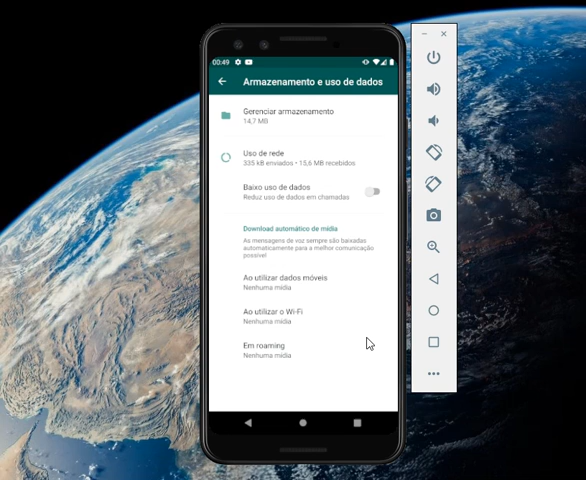 00:49
Armazenamento e uso de dados
Gerenciar armazenamento
14,7 MB
Uso de rede
335 kB enviados • 15,6 MB recebidos
Baixo uso de dados
Reduz uso de dados em chamadas
Download automático de mídia
As mensagens de voz sempre são baixadas
automaticamente para a melhor comunicação
possível
Ao utilizar dados móveis
Nenhuma mídia
Ao utilizar o Wi-Fi
Nenhuma mídia
Em roaming
Nenhuma mídia